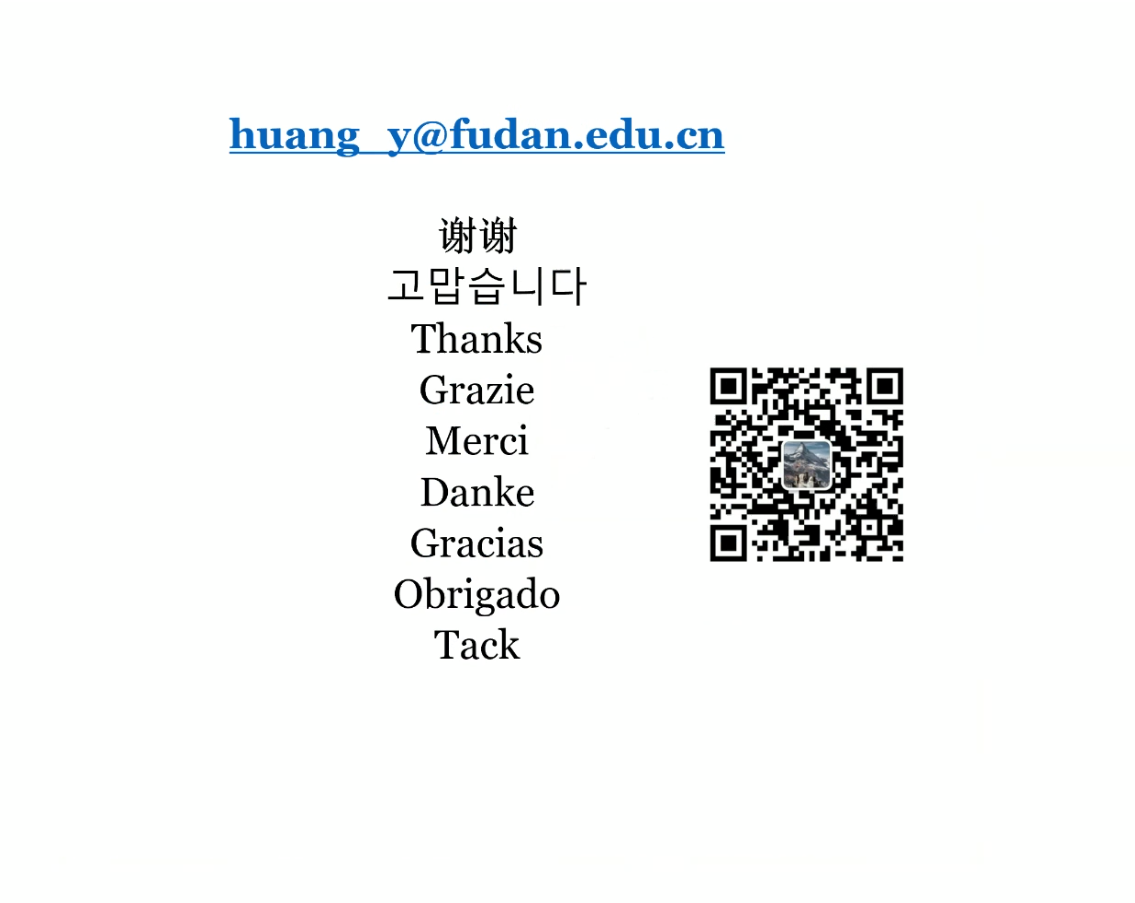 huang_y@fudan.edu.cn
谢谢
고맙습니다
Thanks
Grazie
Merci
Danke
Gracias
Obrigado
Tack